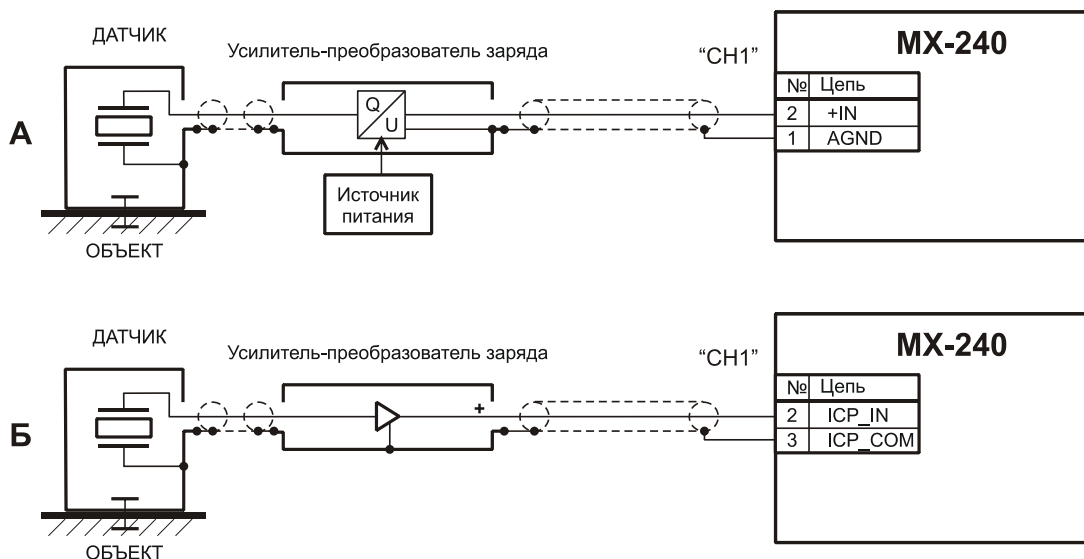 ДАТЧИК
Усилитель-преобразователь заряда
"CH1"
MX-240
№ Цепь
2 +IN
1 AGND
А
Q
U
Источник
питания
ОБЪЕКТ
ДАТЧИК
Усилитель-преобразователь заряда
"CH1"
MX-240
№ Цепь
2 ICP_IN
3 ICP_COM
Б
+
ОБЪЕКТ